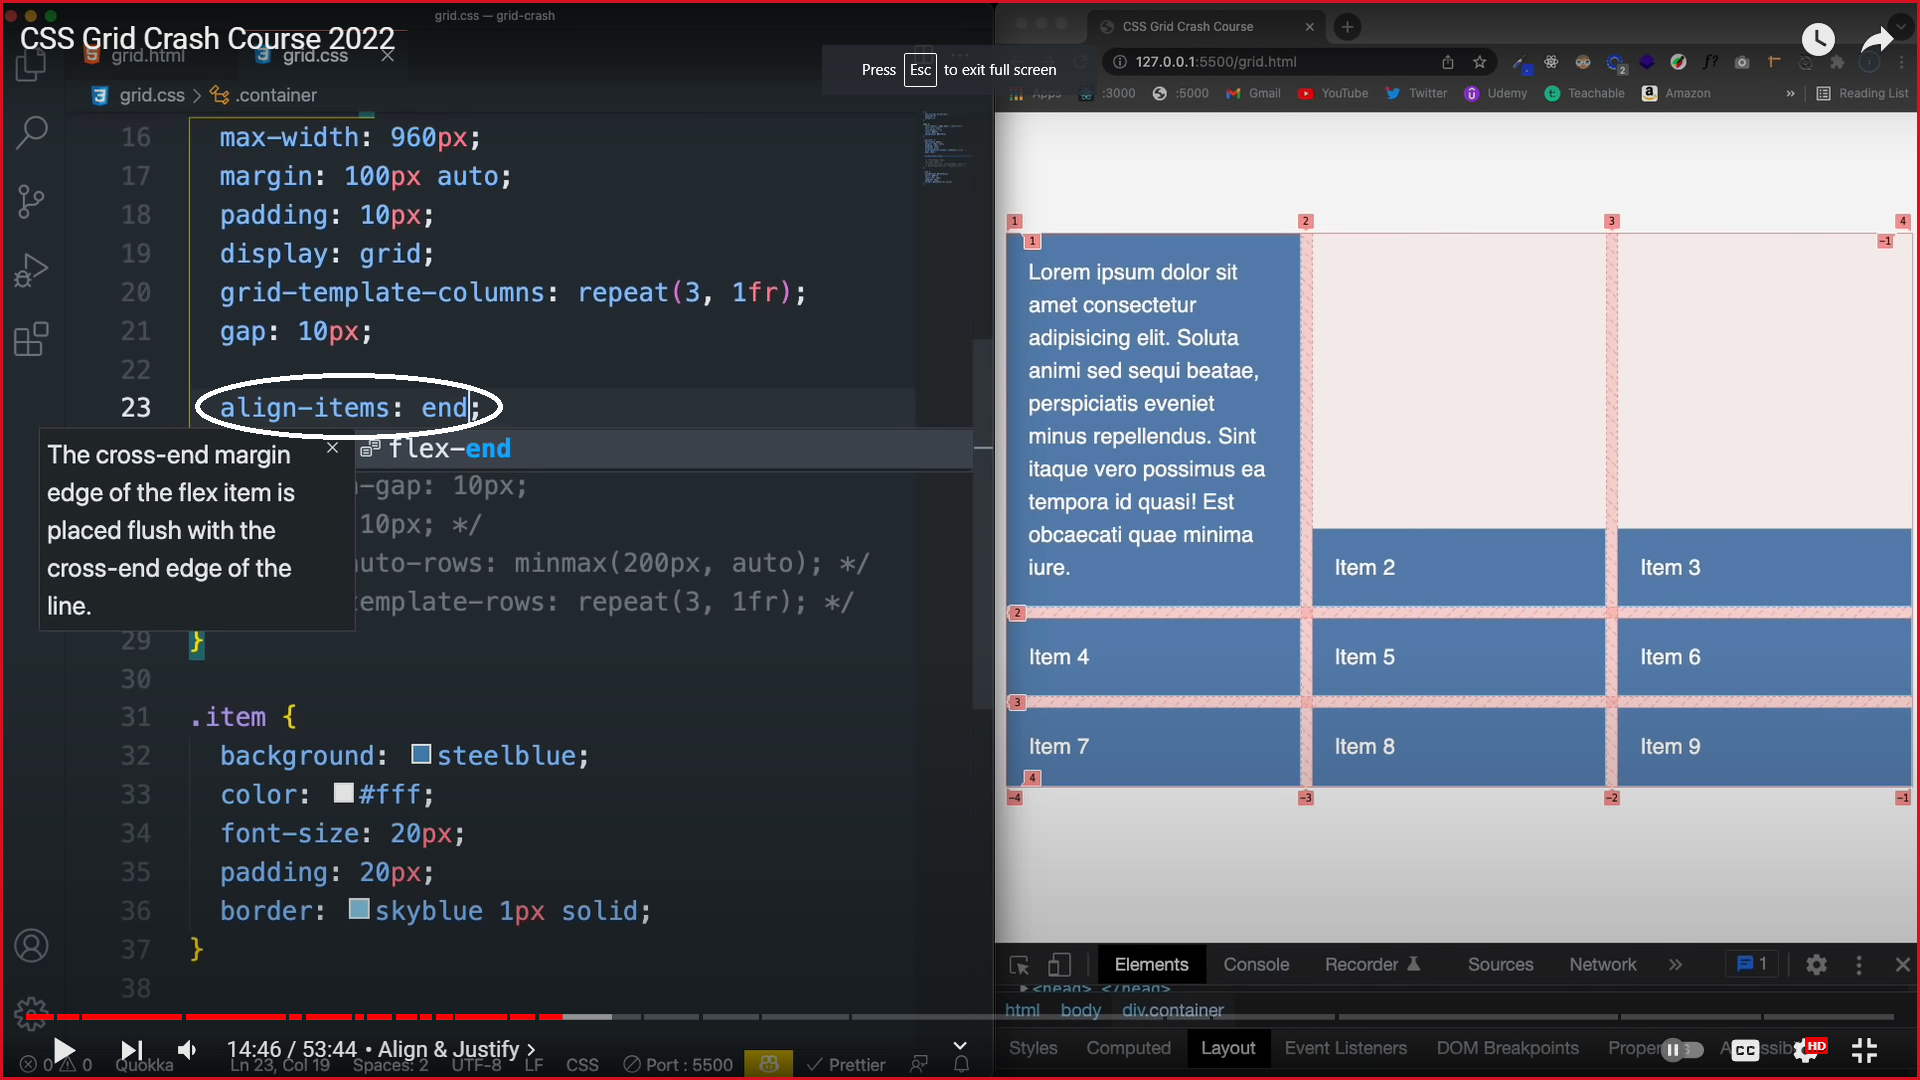 grid.css — grid-crash
CSS Grid Crash Course 2022
grid.html
grid.css
Press Esc to exit full screen
grid.css > .container
16 max-width: 960px;
17 margin: 100px auto;
18 padding: 10px;
19 display: grid;
20 grid-template-columns: repeat(3, 1fr);
21 gap: 10px;
22
23 align-items: end;
flex-end
The cross-end margin
edge of the flex item is
placed flush with the
cross-end edge of the
line.
-gap: 10px;
10px; */
auto-rows: minmax(200px, auto); */
template-rows: repeat(3, 1fr); */
29 }
30
31 .item {
32 background: steelblue;
33 color: #fff;
34 font-size: 20px;
35 padding: 20px;
36 border: skyblue 1px solid;
37 }
38
14:46 / 53:44 • Align & Justify >
0 0 Quokka Ln 23, Col 19 Spaces: 2 UTF-8 LF CSS Port : 5500 Prettier
CSS Grid Crash Course
127.0.0.1:5500/grid.html
Apps :3000 :5000 Gmail YouTube Twitter Udemy Teachable Amazon » Reading List
1 2 3 4
1 -1
Lorem ipsum dolor sit
amet consectetur
adipisicing elit. Soluta
animi sed sequi beatae,
perspiciatis eveniet
minus repellendus. Sint
itaque vero possimus ea
tempora id quasi! Est
obcaecati quae minima
iure.
Item 2 Item 3
2
Item 4 Item 5 Item 6
3
Item 7 Item 8 Item 9
4
-4 -3 -2 -1
Elements Console Recorder Sources Network » 1
<head> </head>
html body div.container
Styles Computed Layout Event Listeners DOM Breakpoints
CC HD